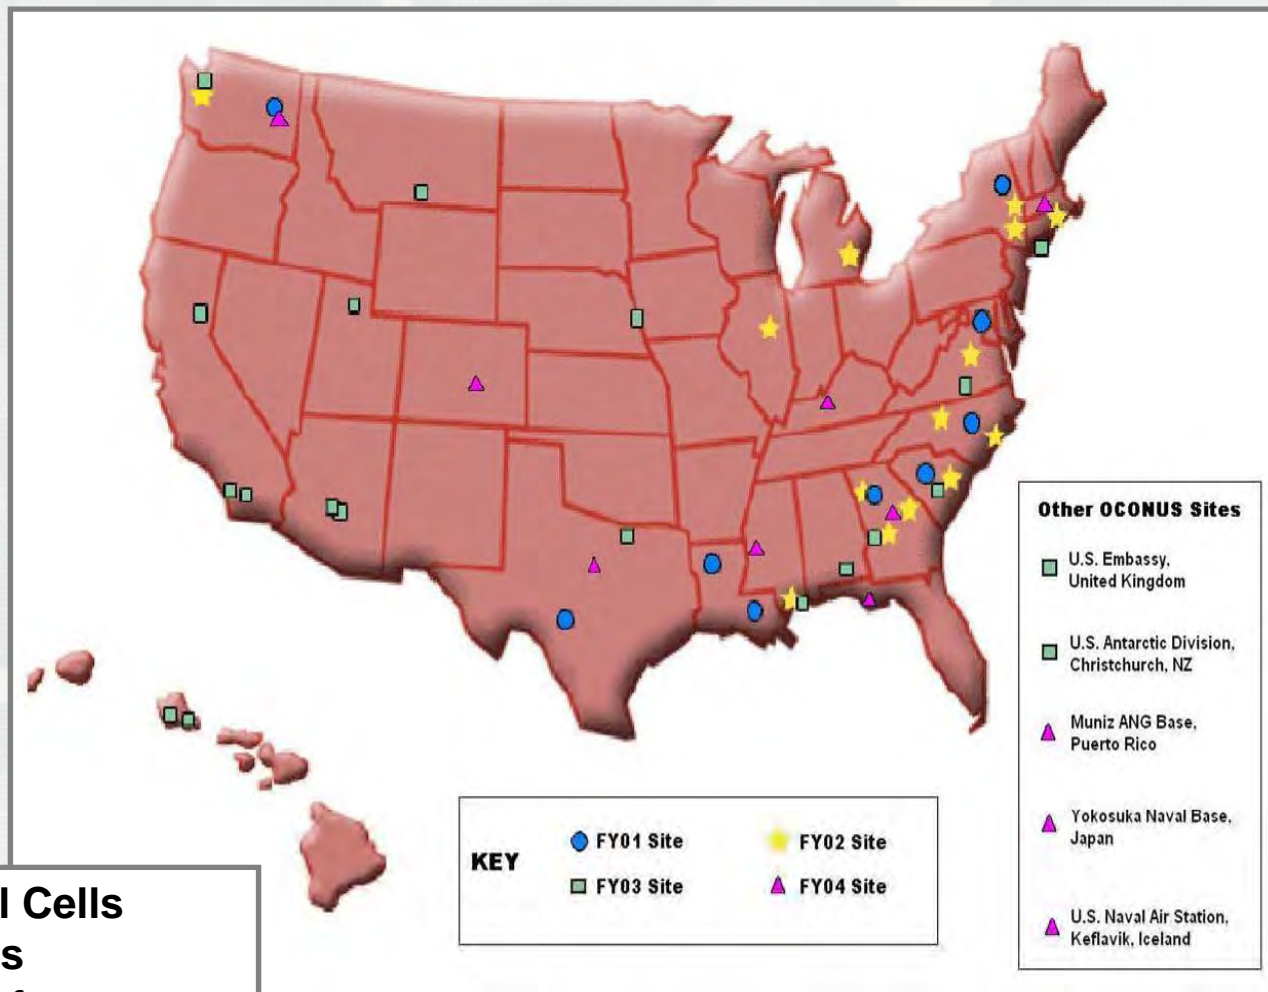 Other OCONUS Sites
U.S. Embassy,
United Kingdom
U.S. Antarctic Division,
Christchurch, NZ
Muniz ANG Base,
Puerto Rico
Yokosuka Naval Base,
Japan
U.S. Naval Air Station,
Keflavik, Iceland
KEY
FY01 Site
FY02 Site
FY03 Site
FY04 Site
Cells